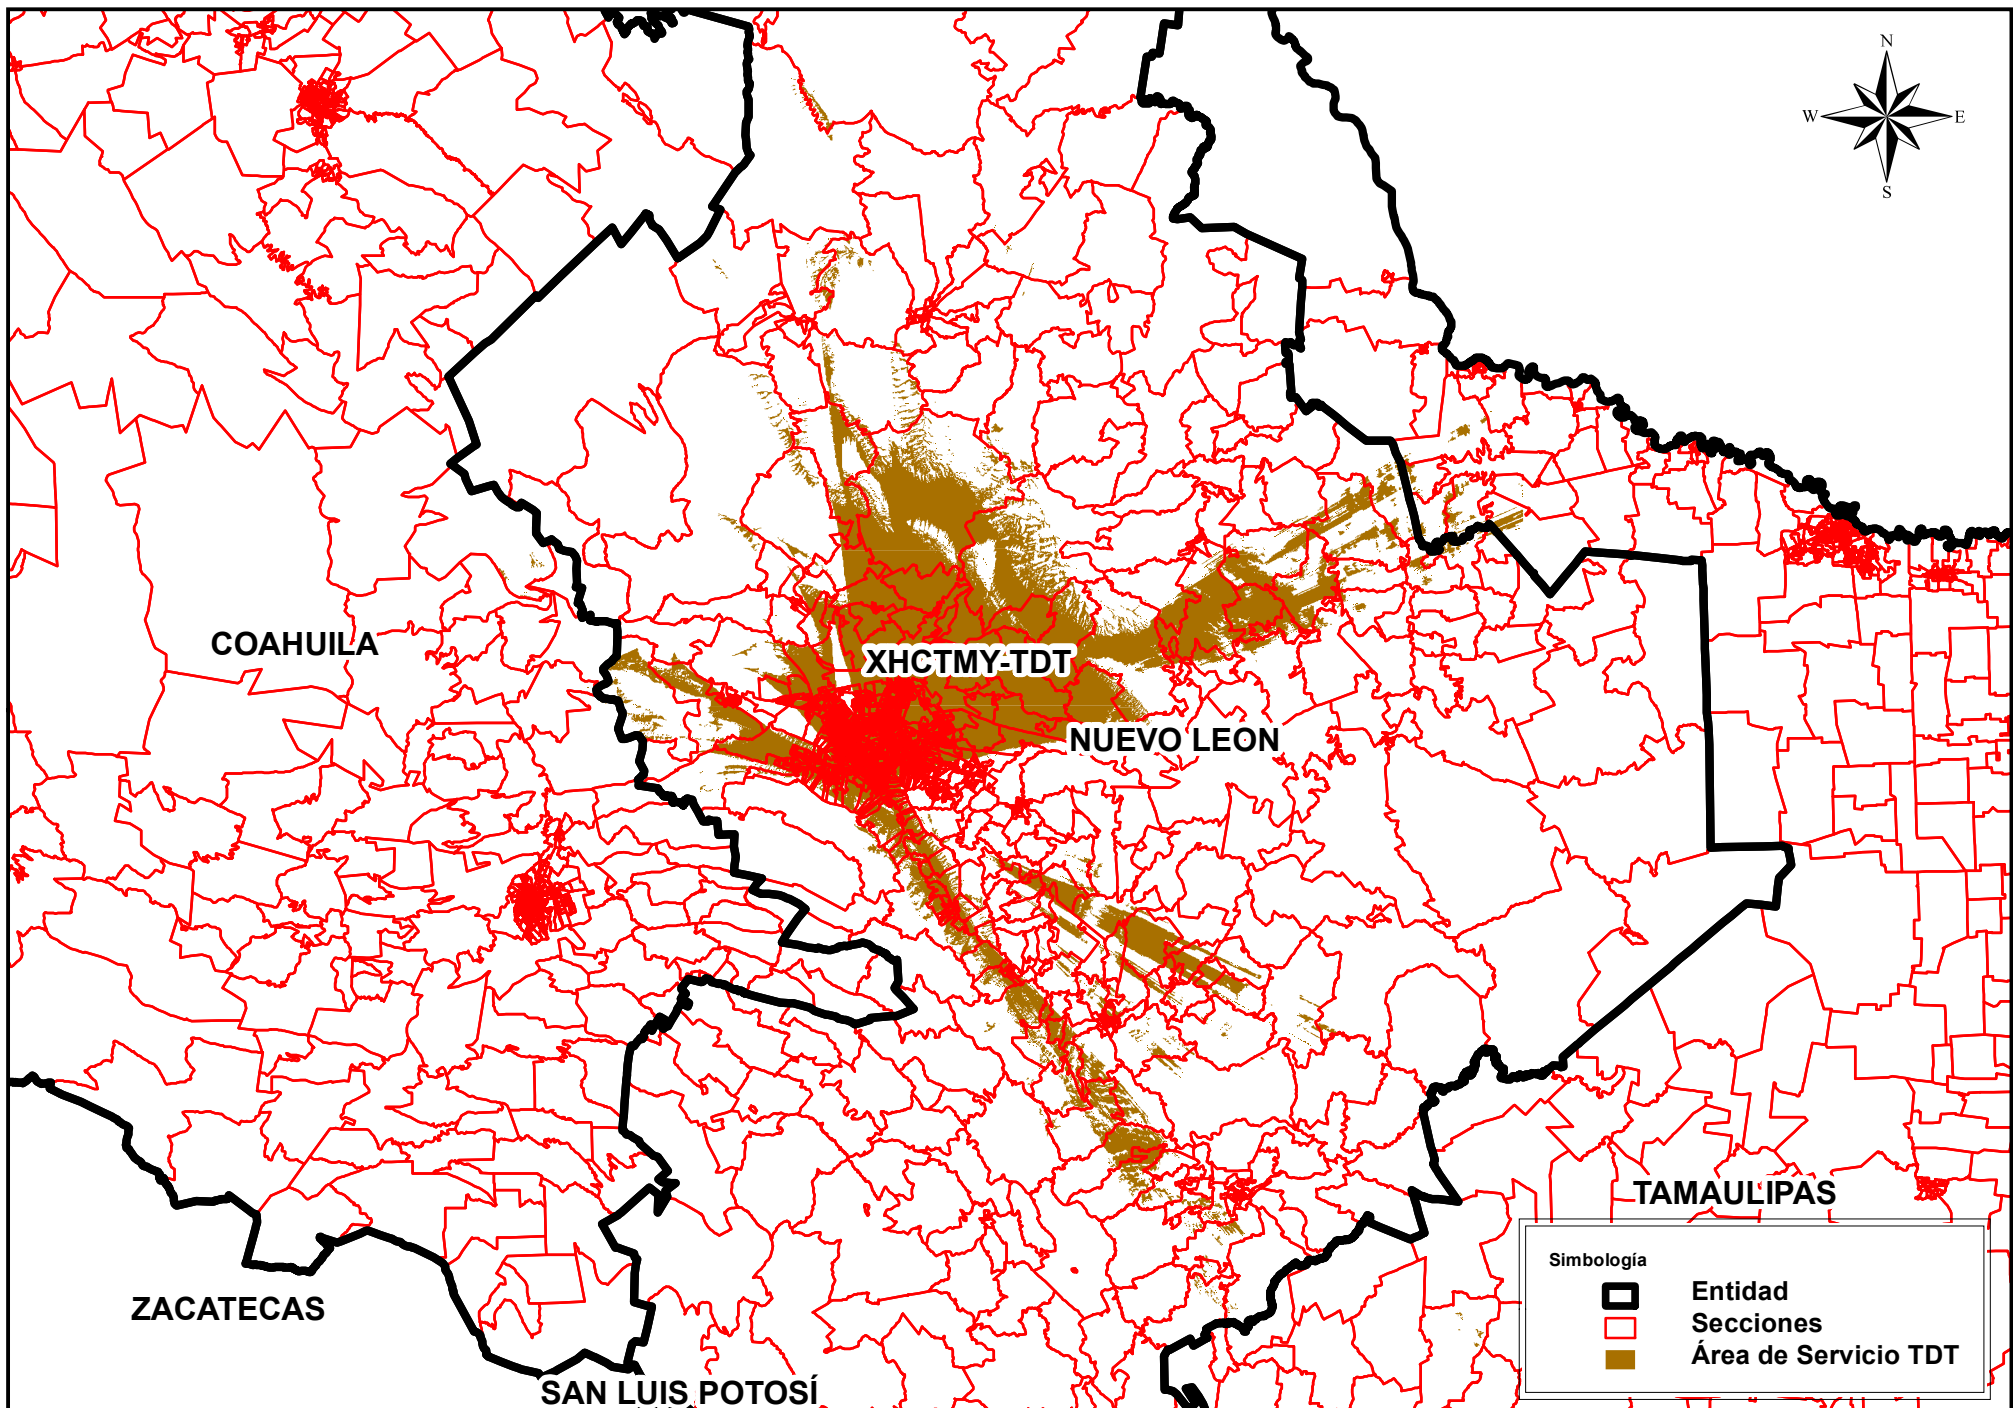 N
W E
S
COAHUILA
XHCTMY-TDT
NUEVO LEON
TAMAULIPAS
ZACATECAS
SAN LUIS POTOSÍ
Simbología
Entidad
Secciones
Área de Servicio TDT